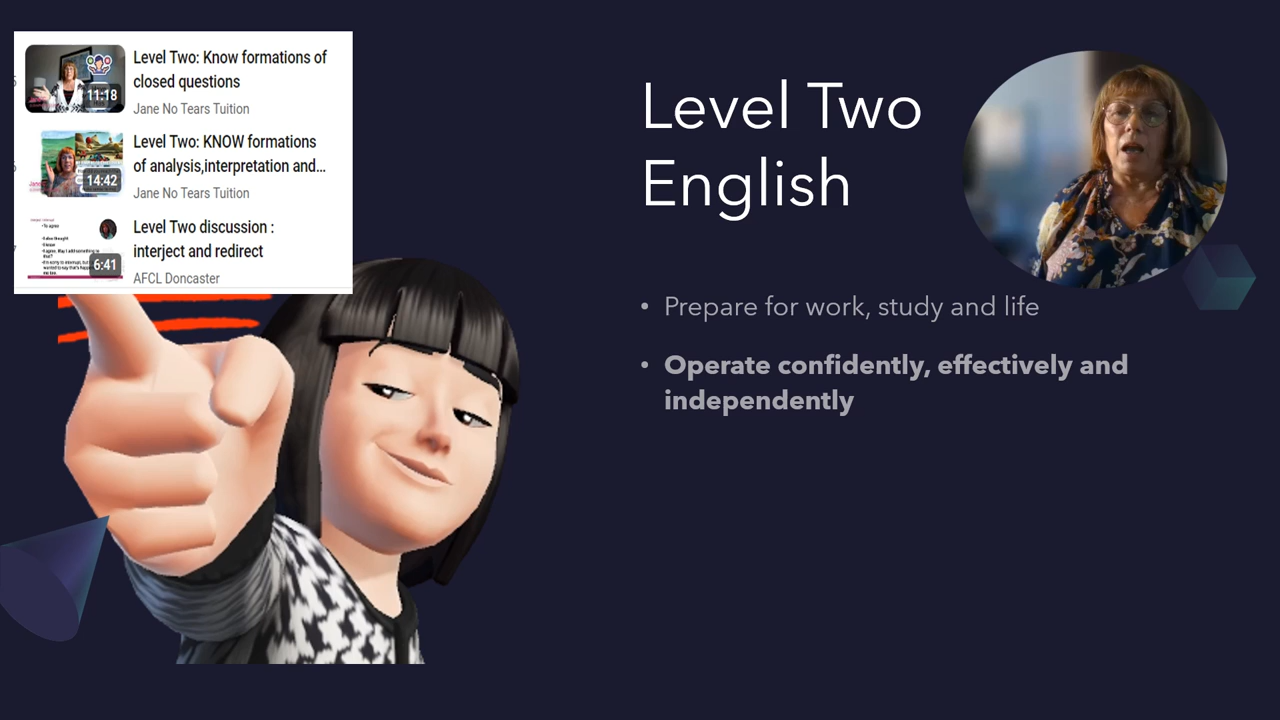 Level Two: Know formations of
closed questions
Jane No Tears Tuition
11:18
Level Two: KNOW formations
of analysis,interpretation and...
Jane No Tears Tuition
14:42
Level Two discussion :
interject and redirect
AFCL Doncaster
6:41
Level Two
English
• Prepare for work, study and life
• Operate confidently, effectively and
independently